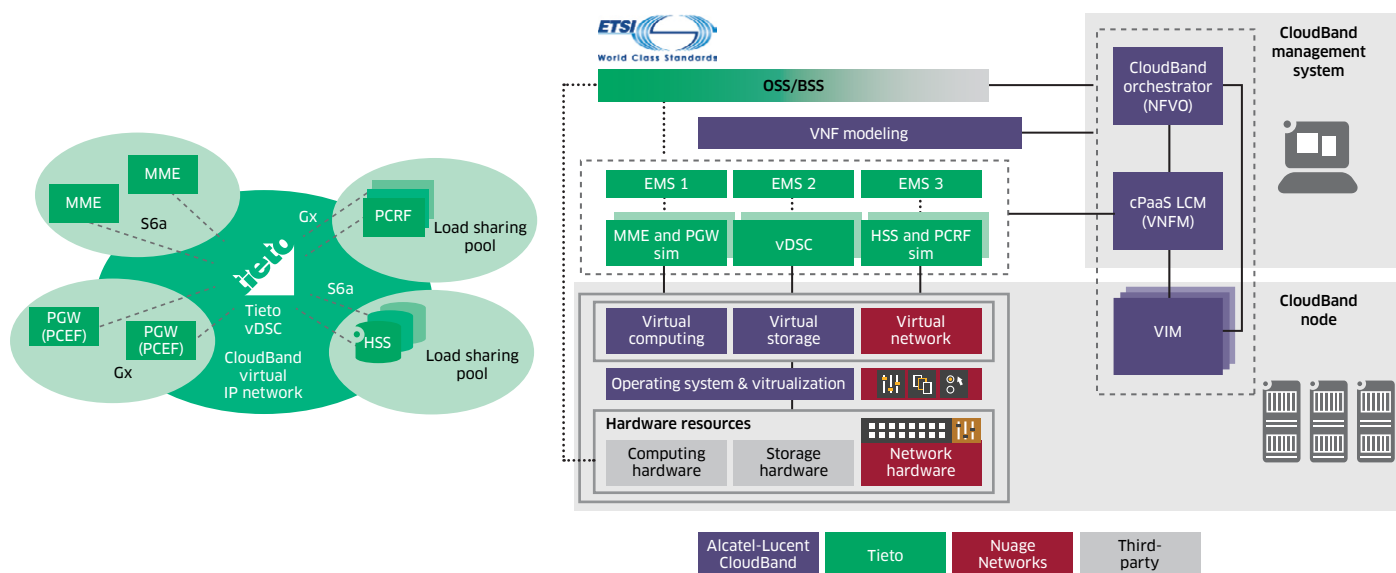 MME
MME
S6a
Gx
PCRF
Load sharing
pool
tieto
S6a
Tieto
vDSC
PGW
(PCEF)
PGW
(PCEF)
Gx
CloudBand
virtual
IP network
HSS
Load sharing
pool
ETSI
World Class Standards
OSS/BSS
VNF modeling
EMS 1
EMS 2
EMS 3
MME and PGW
sim
vDSC
HSS and PCRF
sim
Virtual
computing
Virtual
storage
Virtual
network
Operating system & vitrualization
Hardware resources
Computing
hardware
Storage
hardware
Network
hardware
CloudBand
orchestrator
(NFVO)
cPaaS LCM
(VNFM)
VIM
CloudBand
management
system
CloudBand
node
Alcatel-Lucent
CloudBand
Tieto
Nuage
Networks
Third-
party